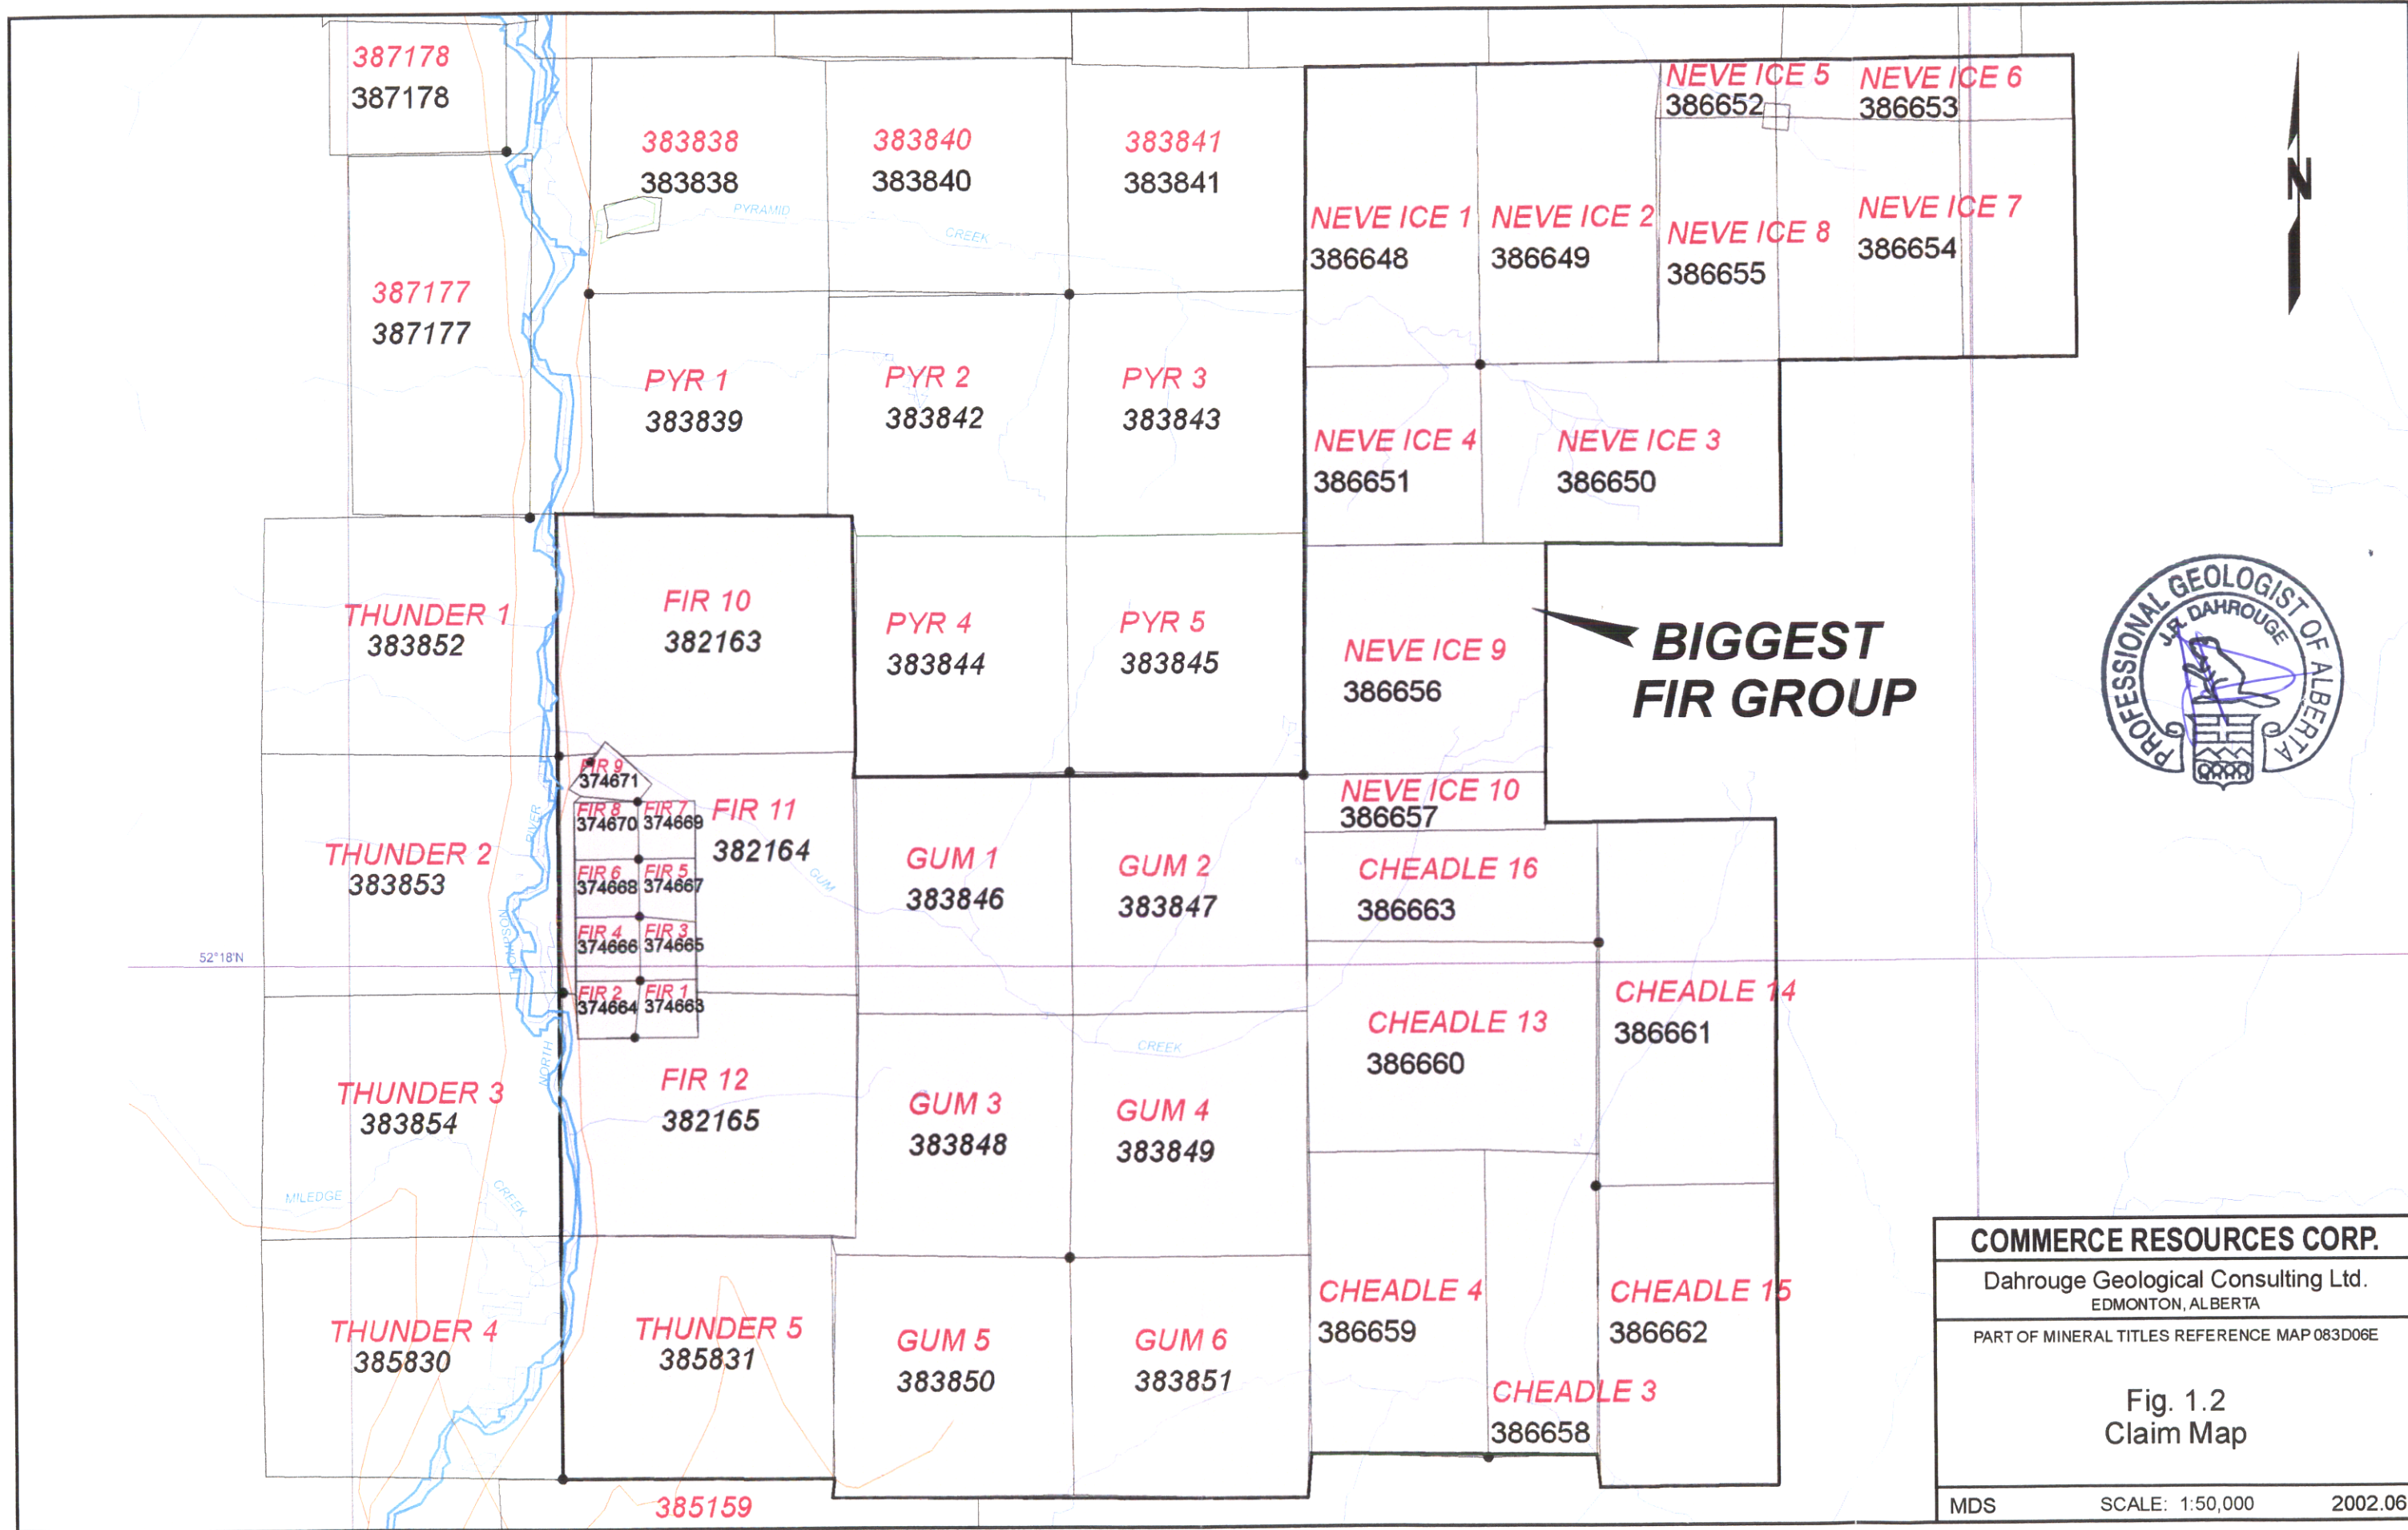 387178
387178
383838
383838
383840
383840
383841
383841
NEVE ICE 5
386652
NEVE ICE 6
386653
N
PYRAMID
CREEK
NEVE ICE 1
386648
NEVE ICE 2
386649
NEVE ICE 8
386655
NEVE ICE 7
386654
387177
387177
PYR 1
383839
PYR 2
383842
PYR 3
383843
NEVE ICE 4
386651
NEVE ICE 3
386650
THUNDER 1
383852
FIR 10
382163
PYR 4
383844
PYR 5
383845
NEVE ICE 9
386656
BIGGEST
FIR GROUP
PROFESSIONAL GEOLOGIST OF ALBERTA
J.R. DAHROUGE
FIR 9
374671
FIR 8
374670
FIR 7
374669
FIR 11
382164
NEVE ICE 10
386657
RIVER
THUNDER 2
383853
FIR 6
374668
FIR 5
374667
GUM
GUM 1
383846
GUM 2
383847
CHEADLE 16
386663
THOMPSON
FIR 4
374666
FIR 3
374665
52°18'N
FIR 2
374664
FIR 1
374663
CHEADLE 14
386661
CHEADLE 13
386660
NORTH
CREEK
THUNDER 3
383854
FIR 12
382165
GUM 3
383848
GUM 4
383849
MILEDGE
CREEK
THUNDER 4
385830
THUNDER 5
385831
GUM 5
383850
GUM 6
383851
CHEADLE 4
386659
CHEADLE 15
386662
CHEADLE 3
386658
385159
COMMERCE RESOURCES CORP.
Dahrouge Geological Consulting Ltd.
EDMONTON, ALBERTA
PART OF MINERAL TITLES REFERENCE MAP 083D06E
Fig. 1.2
Claim Map
MDS
SCALE: 1:50,000
2002.06